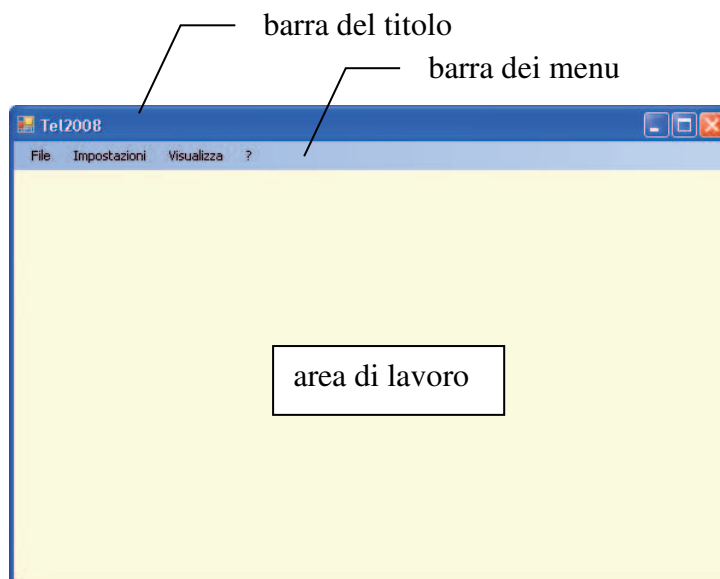 barra del titolo
barra dei menu
Tel2008
File Impostazioni Visualizza ?
area di lavoro